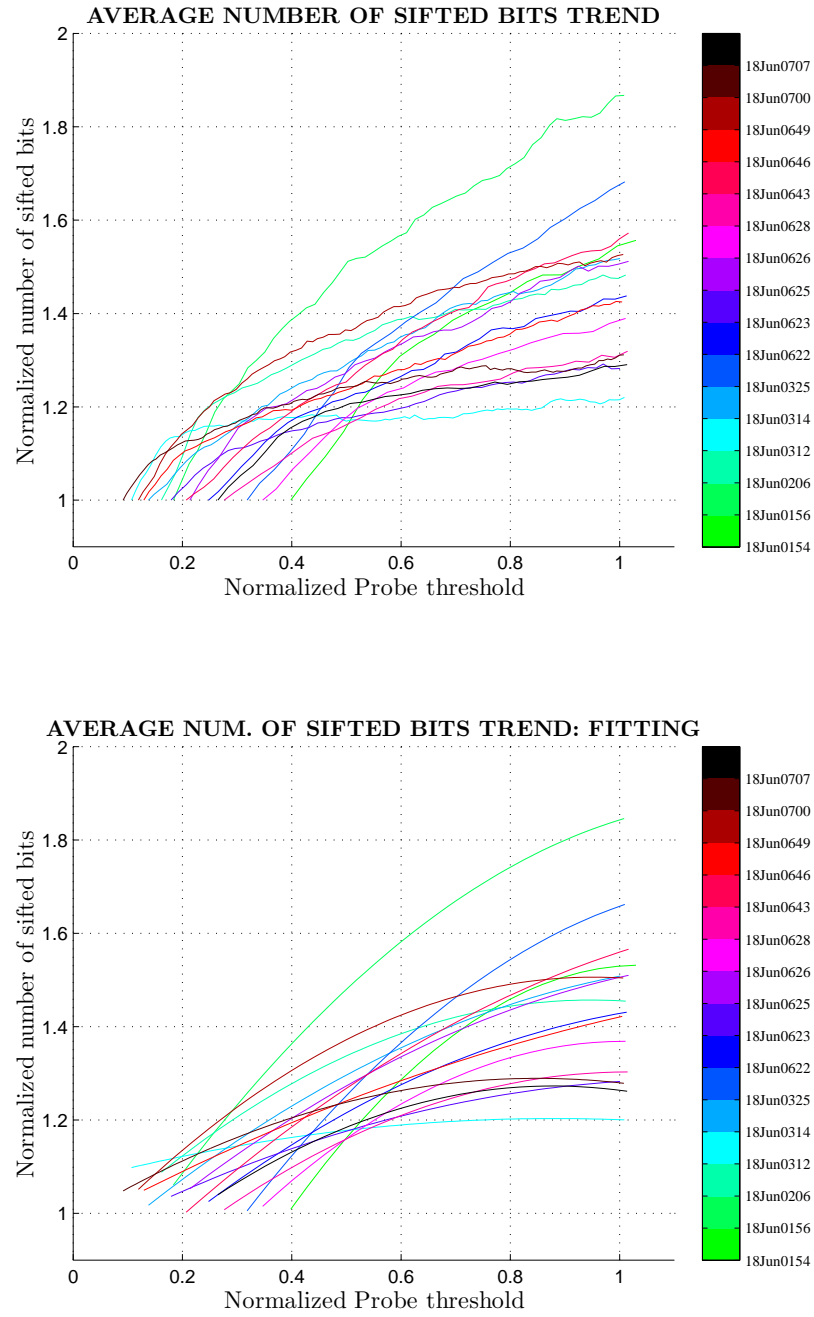 AVERAGE NUMBER OF SIFTED BITS TREND
2
1.8
1.6
1.4
1.2
1
0
0.2
0.4
0.6
0.8
1
Normalized number of sifted bits
Normalized Probe threshold
18Jun0707
18Jun0700
18Jun0649
18Jun0646
18Jun0643
18Jun0628
18Jun0626
18Jun0625
18Jun0623
18Jun0622
18Jun0325
18Jun0314
18Jun0312
18Jun0206
18Jun0156
18Jun0154
AVERAGE NUM. OF SIFTED BITS TREND: FITTING
2
1.8
1.6
1.4
1.2
1
0
0.2
0.4
0.6
0.8
1
Normalized number of sifted bits
Normalized Probe threshold
18Jun0707
18Jun0700
18Jun0649
18Jun0646
18Jun0643
18Jun0628
18Jun0626
18Jun0625
18Jun0623
18Jun0622
18Jun0325
18Jun0314
18Jun0312
18Jun0206
18Jun0156
18Jun0154